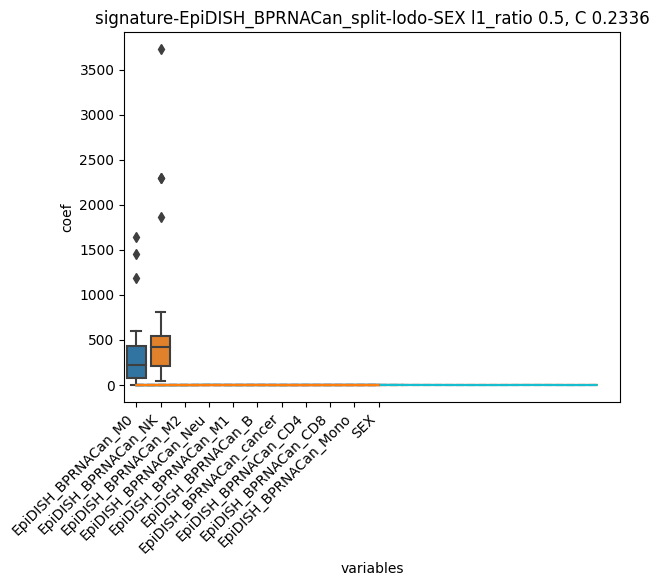 signature-EpiDISH_BPRNACan_split-lodo-SEX l1_ratio 0.5, C 0.2336
3500
3000
2500
2000
1500
1000
500
0
coef
EpiDISH_BPRNACan_M0
EpiDISH_BPRNACan_NK
EpiDISH_BPRNACan_M2
EpiDISH_BPRNACan_Neu
EpiDISH_BPRNACan_M1
EpiDISH_BPRNACan_B
EpiDISH_BPRNACan_cancer
EpiDISH_BPRNACan_CD4
EpiDISH_BPRNACan_CD8
EpiDISH_BPRNACan_Mono
SEX
variables